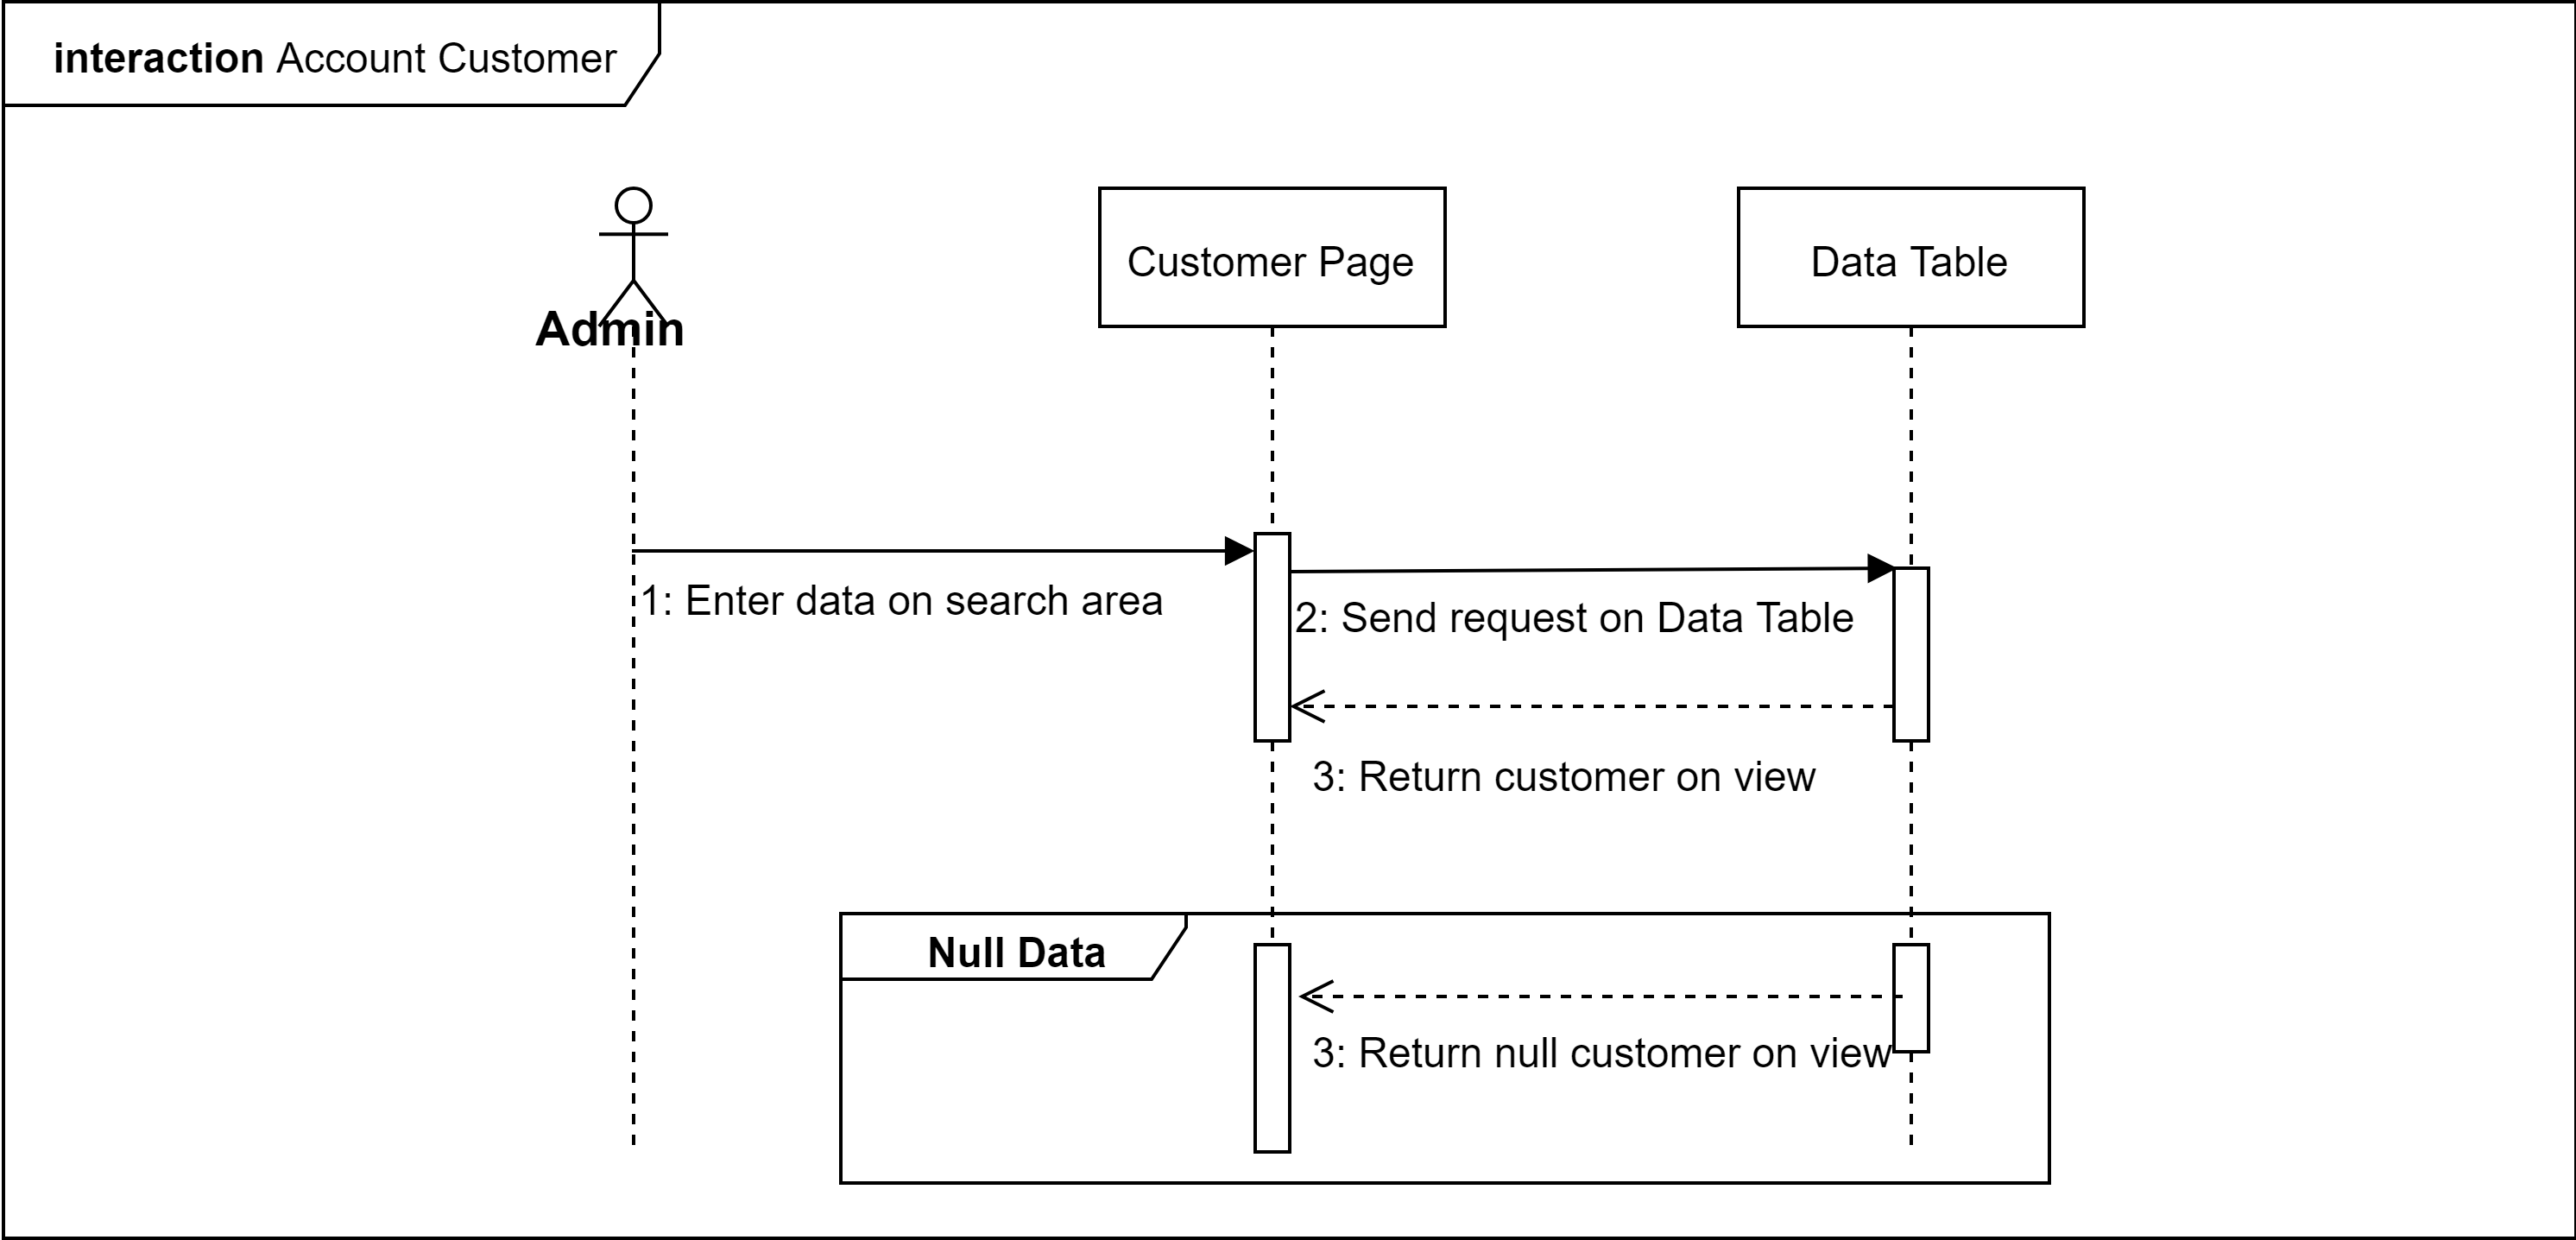 interaction Account Customer
Customer Page
Data Table
Admin
1: Enter data on search area
2: Send request on Data Table
3: Return customer on view
Null Data
3: Return null customer on view